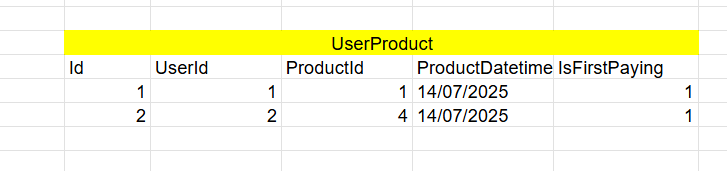 UserProduct
Id UserId ProductId ProductDatetime IsFirstPaying
1 1 1 14/07/2025 1
2 2 4 14/07/2025 1